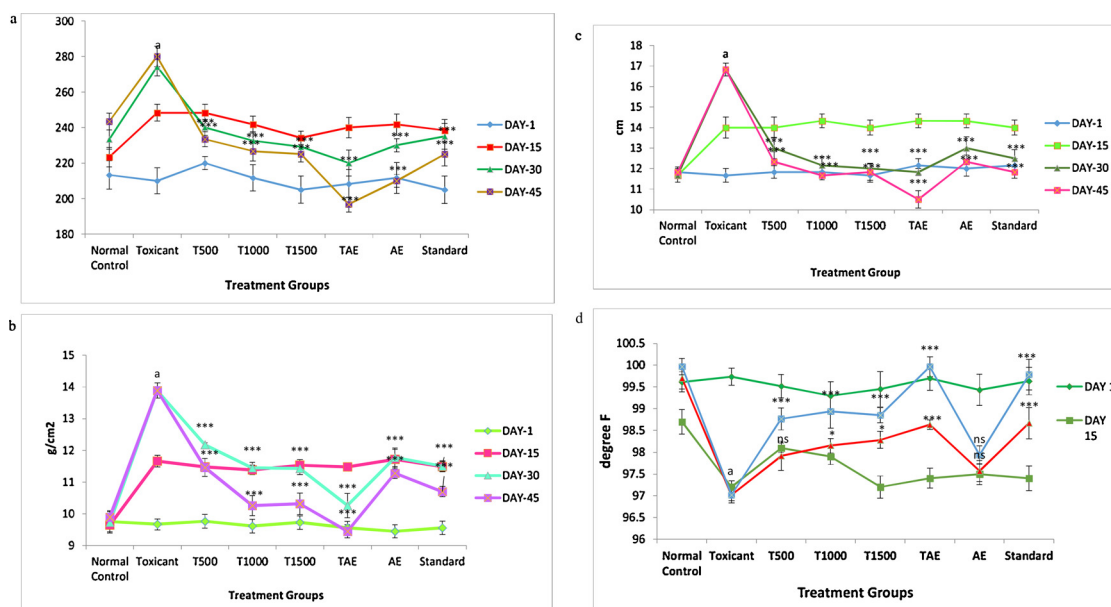 a
300
280
260
240
220
200
180
a
***
***
***
***
***
***
***
***
***
***
***
***
Normal Control
Toxicant
T500
T1000
T1500
TAE
AE
Standard
Treatment Groups
DAY-1
DAY-15
DAY-30
DAY-45
c
18
17
16
15
14
13
12
11
10
cm
a
***
***
***
***
***
***
***
***
***
***
***
***
Normal Control
Toxicant
T500
T1000
T1500
TAE
AE
Standard
Treatment Group
DAY-1
DAY-15
DAY-30
DAY-45
b
15
14
13
12
11
10
9
g/cm2
a
***
***
***
***
***
***
***
***
***
***
***
***
Normal Control
Toxicant
T500
T1000
T1500
TAE
AE
Standard
Treatment Groups
DAY-1
DAY-15
DAY-30
DAY-45
d
100.5
100
99.5
99
98.5
98
97.5
97
96.5
96
degree F
a
***
ns
***
*
***
*
***
***
ns
ns
***
***
Normal Control
Toxicant
T500
T1000
T1500
TAE
AE
Standard
Treatment Groups
DAY 1
DAY
15